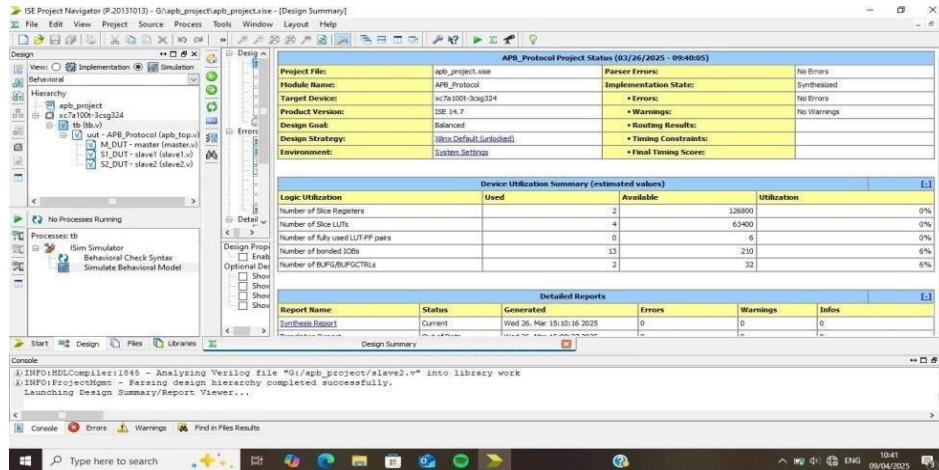 ISE Project Navigator (P.20131013) - G:\apb_project\apb_project.xise - [Design Summary]
File Edit View Project Source Process Tools Window Layout Help
Design
View: Implementation Simulation
Behavioral
Hierarchy
apb_project
xc7a100t-3csg324
tb (tb.v)
uut - APB_Protocol (apb_top.v)
M_DUT - master (master.v)
S1_DUT - slave1 (slave1.v)
S2_DUT - slave2 (slave2.v)
No Processes Running
Processes: tb
ISim Simulator
Behavioral Check Syntax
Simulate Behavioral Model
Desig
Errors
Detail
Design Prope
Enab
Optional Des
Show
Show
Show
Show
APB_Protocol Project Status (03/26/2025 - 09:40:05)
Project File: apb_project.xise Parser Errors: No Errors
Module Name: APB_Protocol Implementation State: Synthesized
Target Device: xc7a100t-3csg324 • Errors: No Errors
Product Version: ISE 14.7 • Warnings: No Warnings
Design Goal: Balanced • Routing Results:
Design Strategy: Xilinx Default (unlocked) • Timing Constraints:
Environment: System Settings • Final Timing Score:
Device Utilization Summary (estimated values) [-]
Logic Utilization Used Available Utilization
Number of Slice Registers 2 126800 0%
Number of Slice LUTs 4 63400 0%
Number of fully used LUT-FF pairs 0 6 0%
Number of bonded IOBs 13 210 6%
Number of BUFG/BUFGCTRLs 2 32 6%
Detailed Reports [-]
Report Name Status Generated Errors Warnings Infos
Synthesis Report Current Wed 26. Mar 15:10:16 2025 0 0 0
Start Design Files Libraries Design Summary
Console
INFO:HDLCompiler:1845 - Analyzing Verilog file "G:/apb_project/slave2.v" into library work
INFO:ProjectMgmt - Parsing design hierarchy completed successfully.
Launching Design Summary/Report Viewer...
Console Errors Warnings Find in Files Results
Type here to search
ENG 10:41
09/04/2025